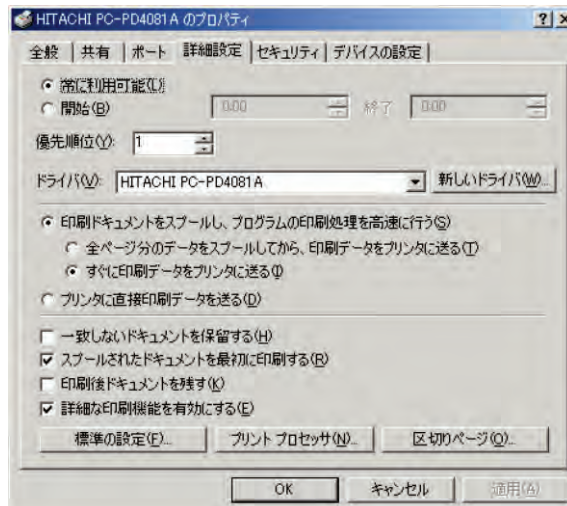 HITACHI PC-PD4081A のプロパティ
全般 共有 ポート 詳細設定 セキュリティ デバイスの設定
常に利用可能(L)
開始(B) 0:00 終了 0:00
優先順位(Y): 1
ドライバ(V): HITACHI PC-PD4081A 新しいドライバ(W)...
印刷ドキュメントをスプールし、プログラムの印刷処理を高速に行う(S)
全ページ分のデータをスプールしてから、印刷データをプリンタに送る(T)
すぐに印刷データをプリンタに送る(I)
プリンタに直接印刷データを送る(D)
一致しないドキュメントを保留する(H)
スプールされたドキュメントを最初に印刷する(R)
印刷後ドキュメントを残す(K)
詳細な印刷機能を有効にする(E)
標準の設定(F)... プリント プロセッサ(N)... 区切りページ(O)...
OK キャンセル 適用(A)